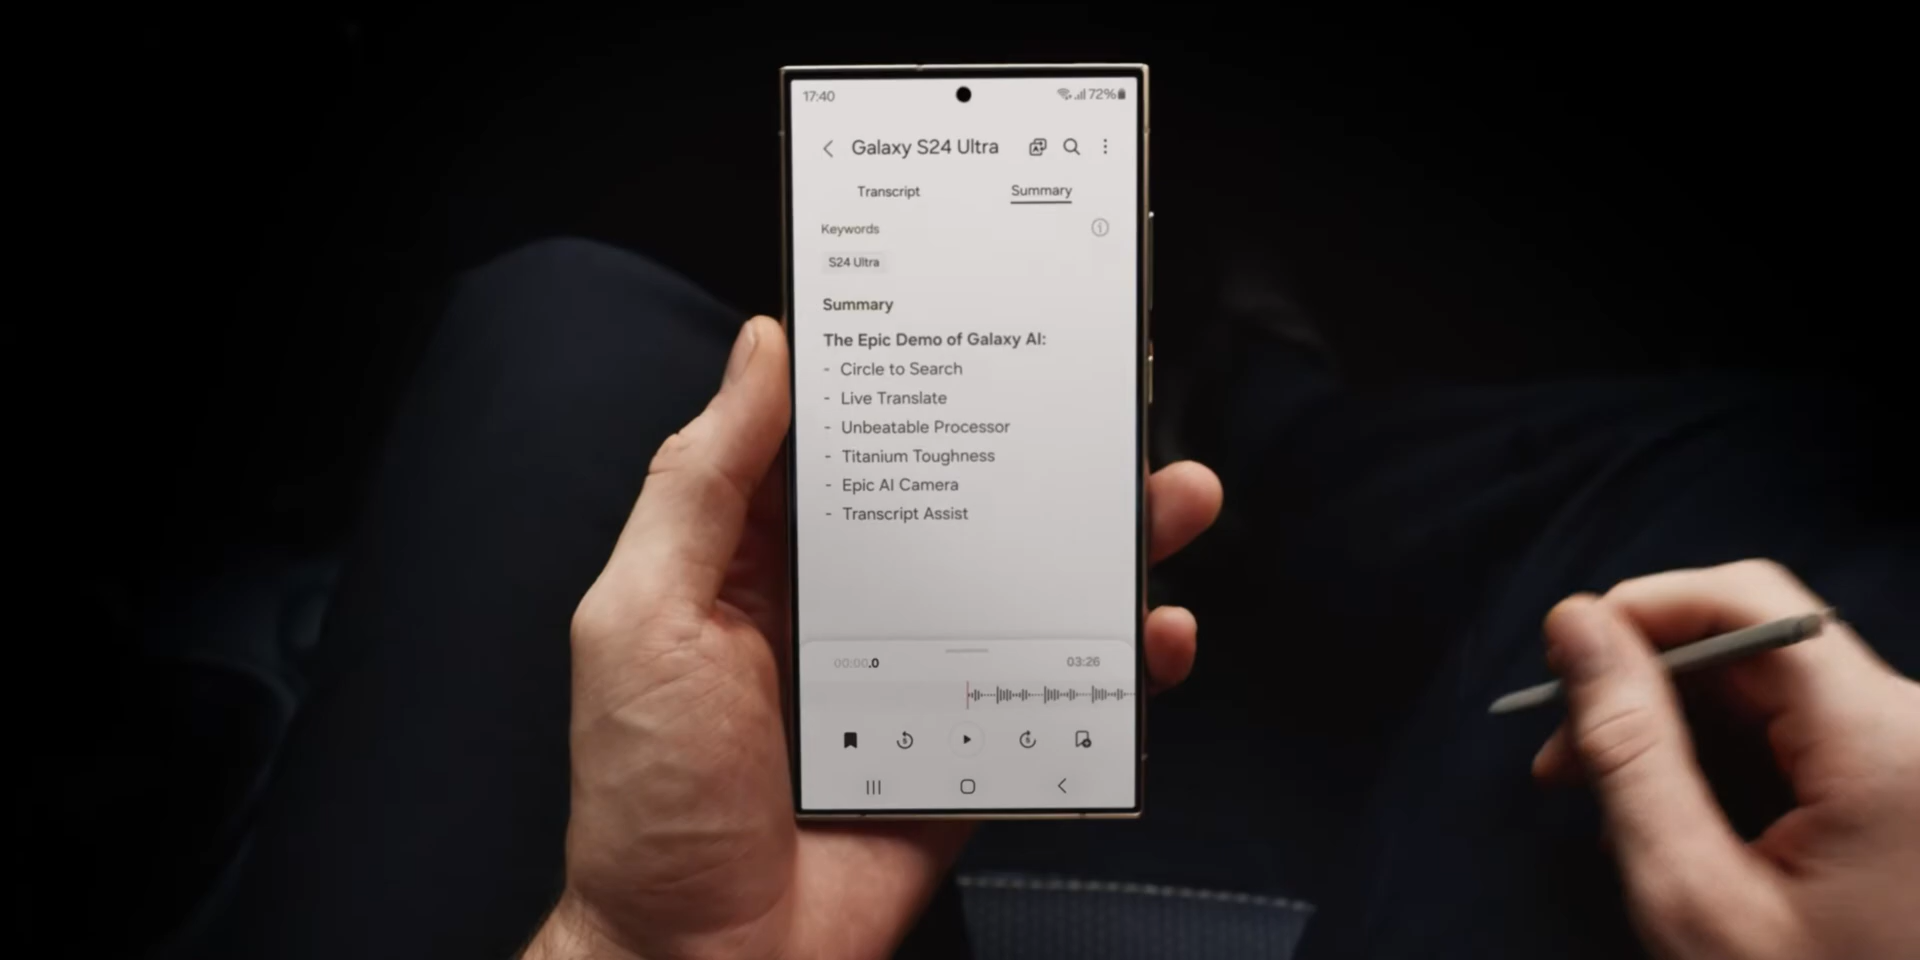 17:40
72%
Galaxy S24 Ultra
Transcript
Summary
Keywords
S24 Ultra
Summary
The Epic Demo of Galaxy AI:
- Circle to Search
- Live Translate
- Unbeatable Processor
- Titanium Toughness
- Epic AI Camera
- Transcript Assist
00:00.0
03:26